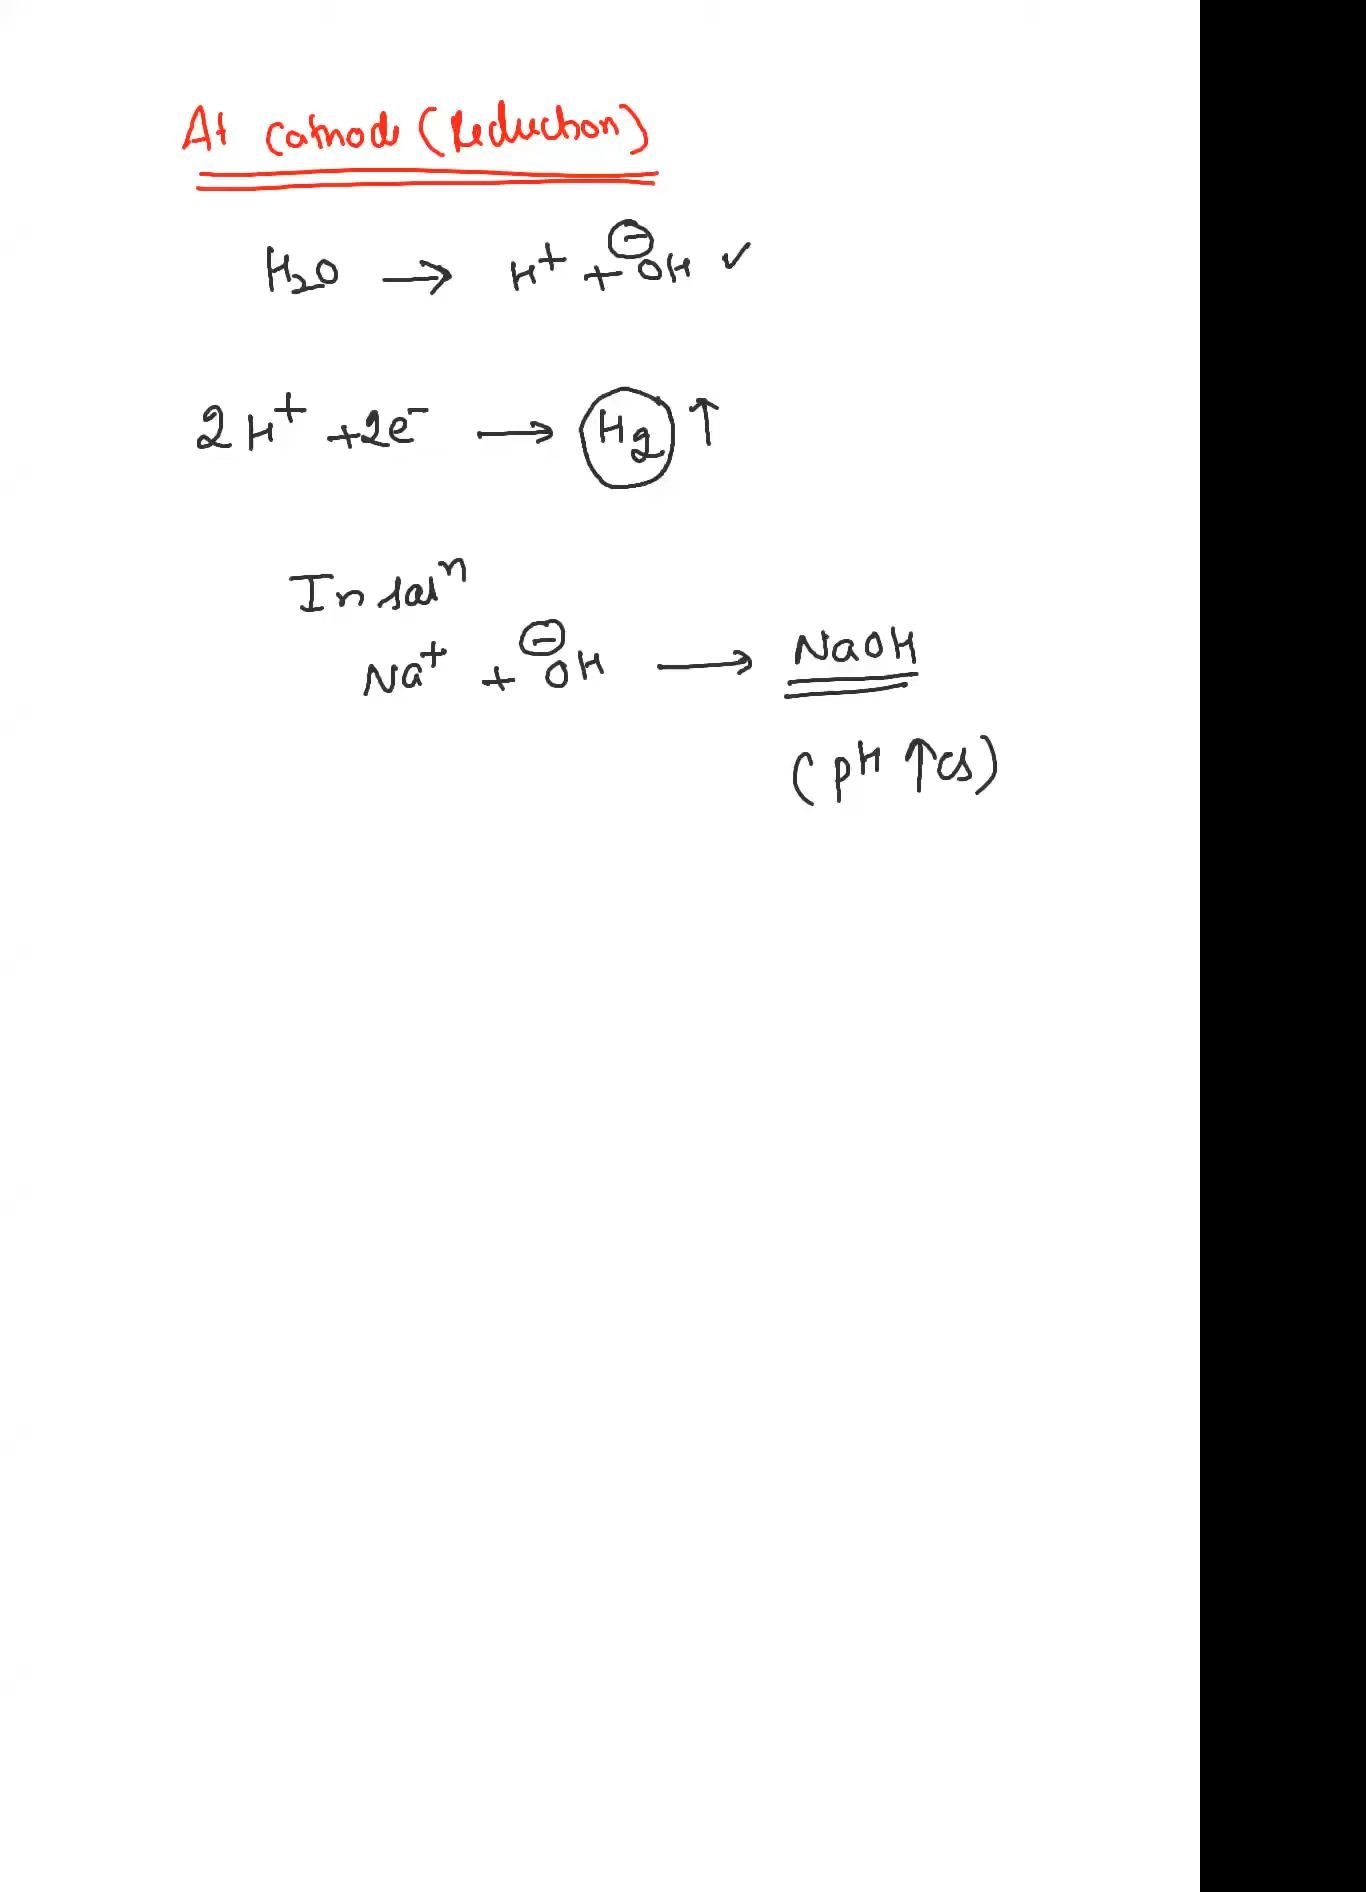 At Cathode (Reduction)
H₂O → H⁺ + ⊖OH ✓
2H⁺ + 2e⁻ → H₂ ↑
In solⁿ
Na⁺ + ⊖OH → NaOH
(pH ↑es)